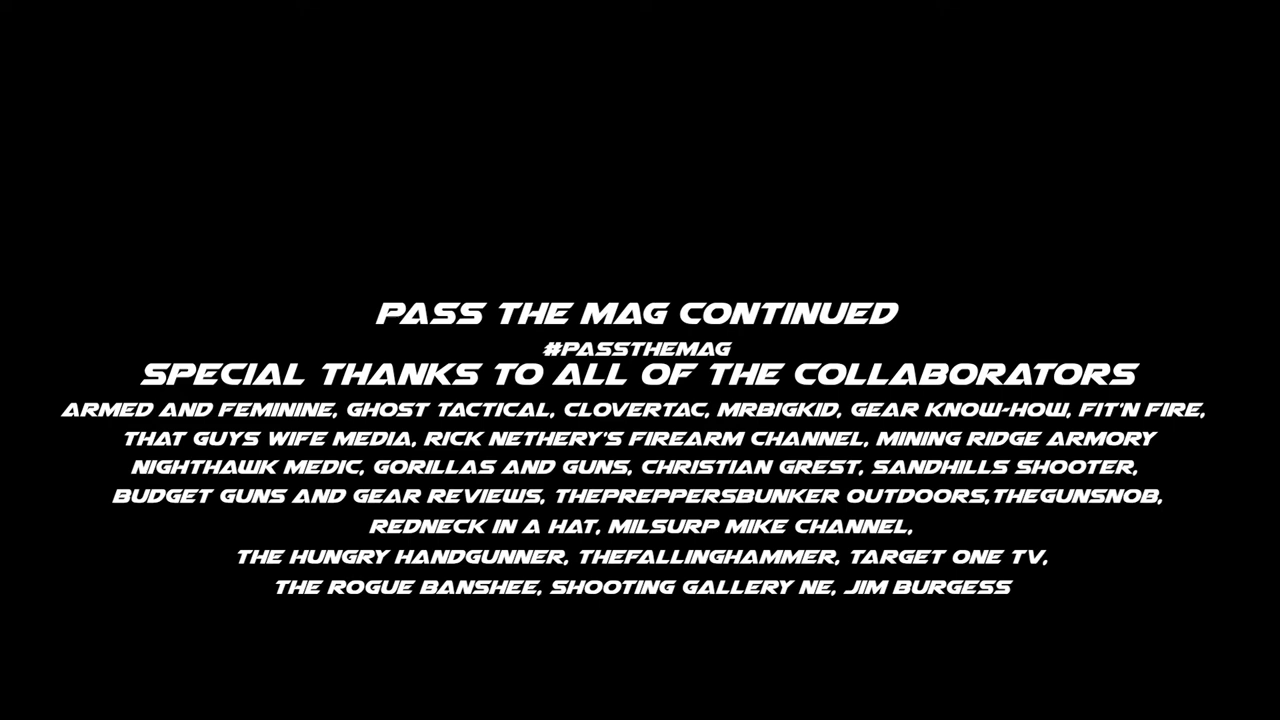 PASS THE MAG CONTINUED
#PASSTHEMAG
SPECIAL THANKS TO ALL OF THE COLLABORATORS
ARMED AND FEMININE, GHOST TACTICAL, CLOVERTAC, MRBIGKID, GEAR KNOW-HOW, FIT'N FIRE,
THAT GUYS WIFE MEDIA, RICK NETHERY'S FIREARM CHANNEL, MINING RIDGE ARMORY
NIGHTHAWK MEDIC, GORILLAS AND GUNS, CHRISTIAN GREST, SANDHILLS SHOOTER,
BUDGET GUNS AND GEAR REVIEWS, THEPREPPERSBUNKER OUTDOORS,THEGUNSNOB,
REDNECK IN A HAT, MILSURP MIKE CHANNEL,
THE HUNGRY HANDGUNNER, THEFALLINGHAMMER, TARGET ONE TV,
THE ROGUE BANSHEE, SHOOTING GALLERY NE, JIM BURGESS